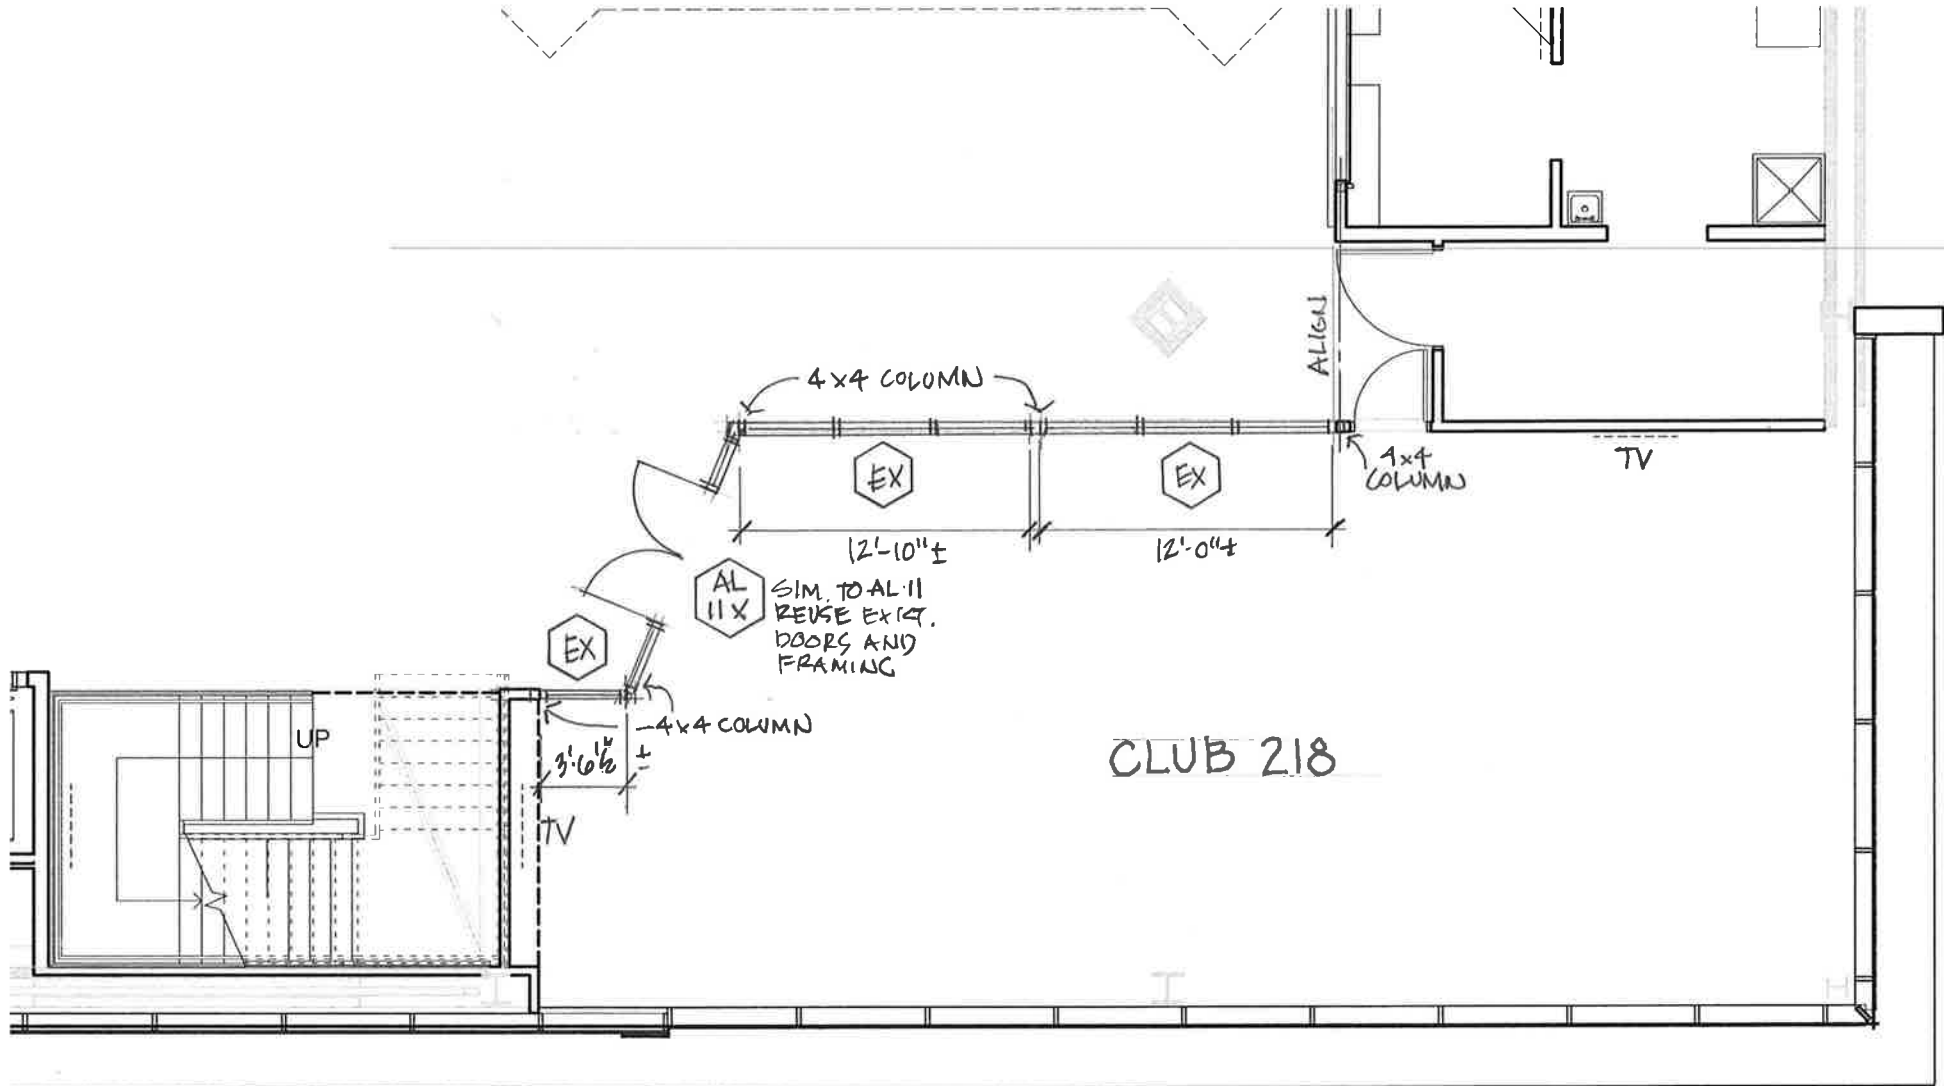 ALIGN
4x4 COLUMN
EX
EX
4x4
COLUMN
TV
12'-10"±
12'-0"±
AL
11X
SIM. TO AL-11
REUSE EXIST.
DOORS AND
FRAMING
EX
UP
4x4 COLUMN
3'-6½" ±
TV
CLUB 218